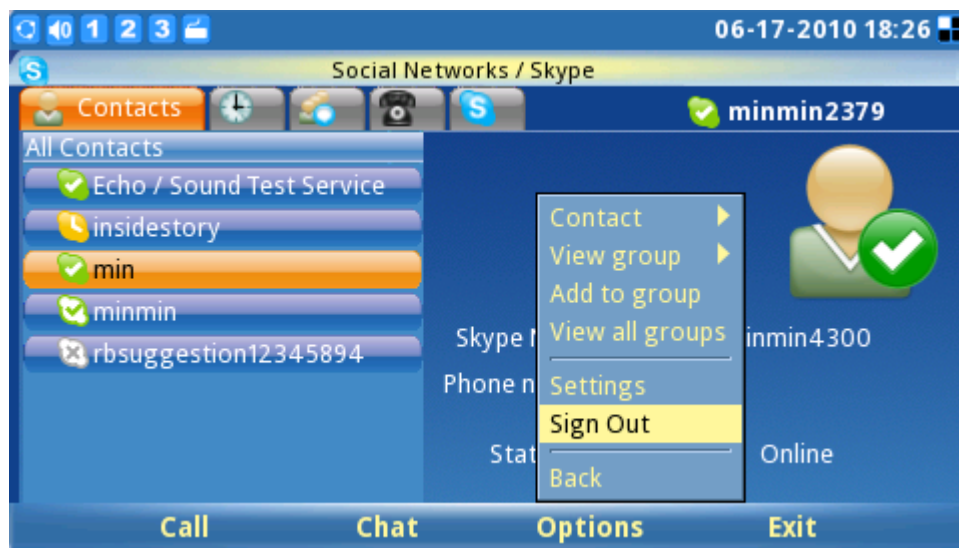 1 2 3 06-17-2010 18:26
Social Networks / Skype
Contacts minmin2379
All Contacts
Echo / Sound Test Service
insidestory
min
minmin
rbsuggestion12345894
Contact
View group
Add to group
View all groups
Settings
Sign Out
Back
Skype
Phone
Online
Call Chat Options Exit